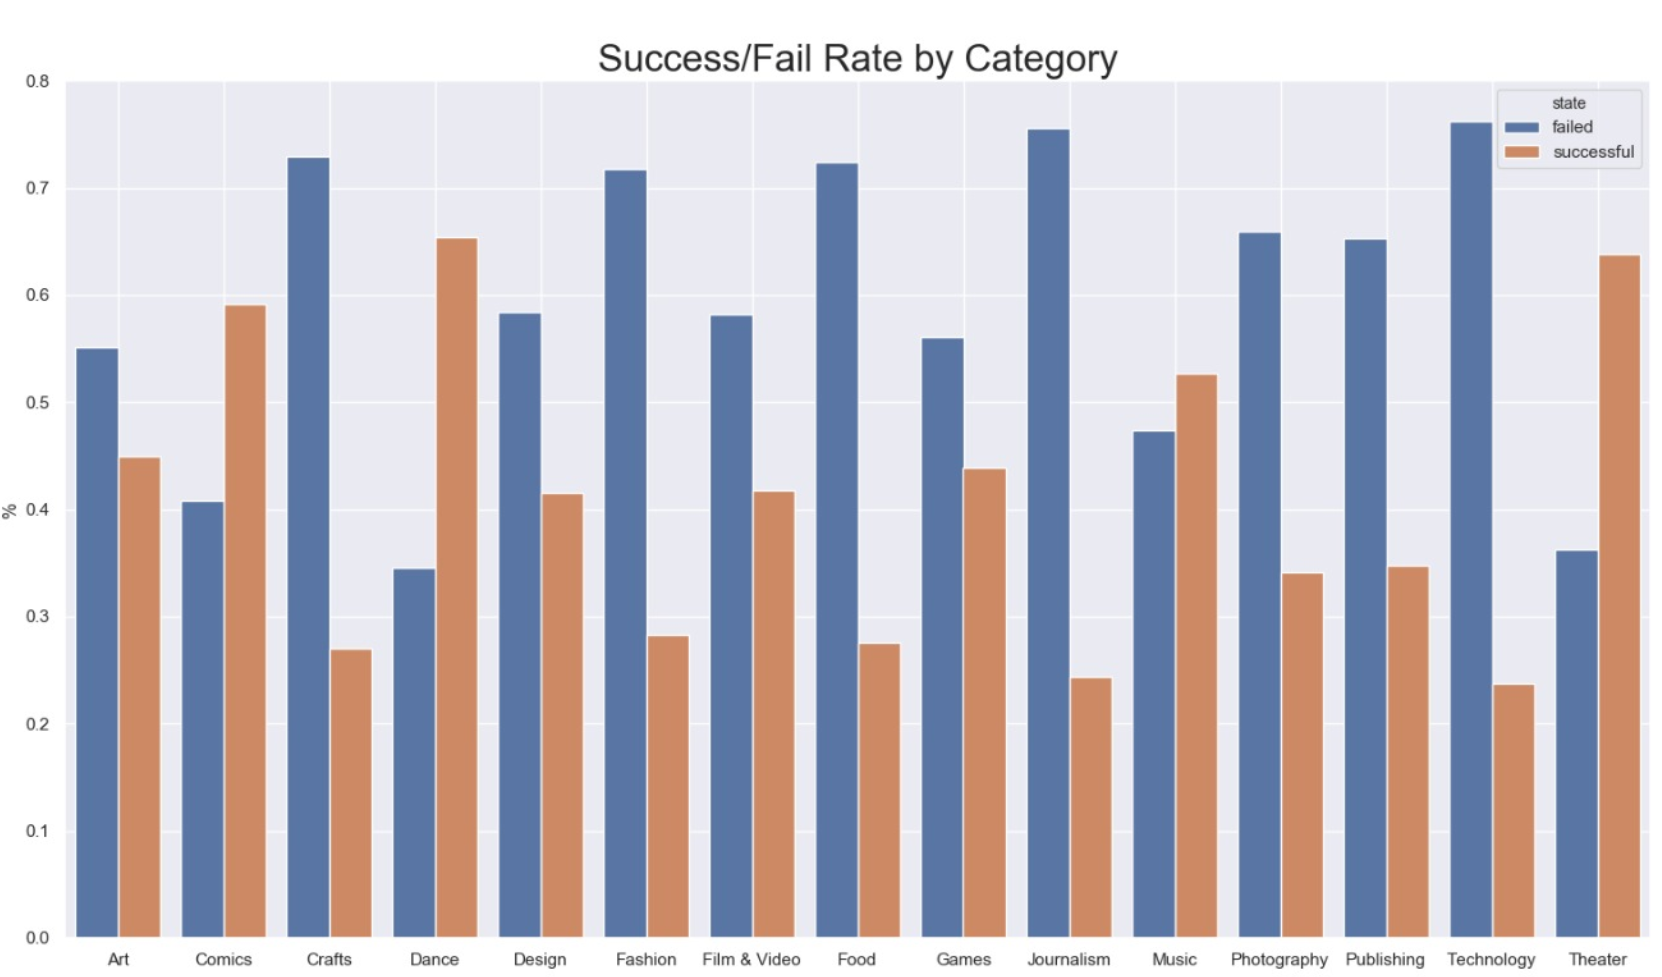 Success/Fail Rate by Category
state
failed
successful
%
0.8
0.7
0.6
0.5
0.4
0.3
0.2
0.1
0.0
Art Comics Crafts Dance Design Fashion Film & Video Food Games Journalism Music Photography Publishing Technology Theater